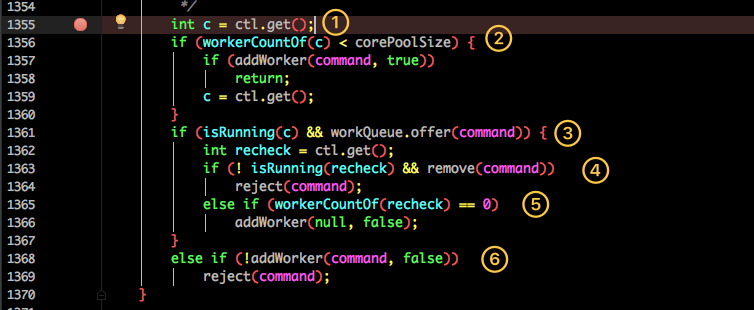 1354 */
1355 int c = ctl.get(); 1
1356 if (workerCountOf(c) < corePoolSize) { 2
1357 if (addWorker(command, true))
1358 return;
1359 c = ctl.get();
1360 }
1361 if (isRunning(c) && workQueue.offer(command)) { 3
1362 int recheck = ctl.get();
1363 if (! isRunning(recheck) && remove(command)) 4
1364 reject(command);
1365 else if (workerCountOf(recheck) == 0) 5
1366 addWorker(null, false);
1367 }
1368 else if (!addWorker(command, false)) 6
1369 reject(command);
1370 }